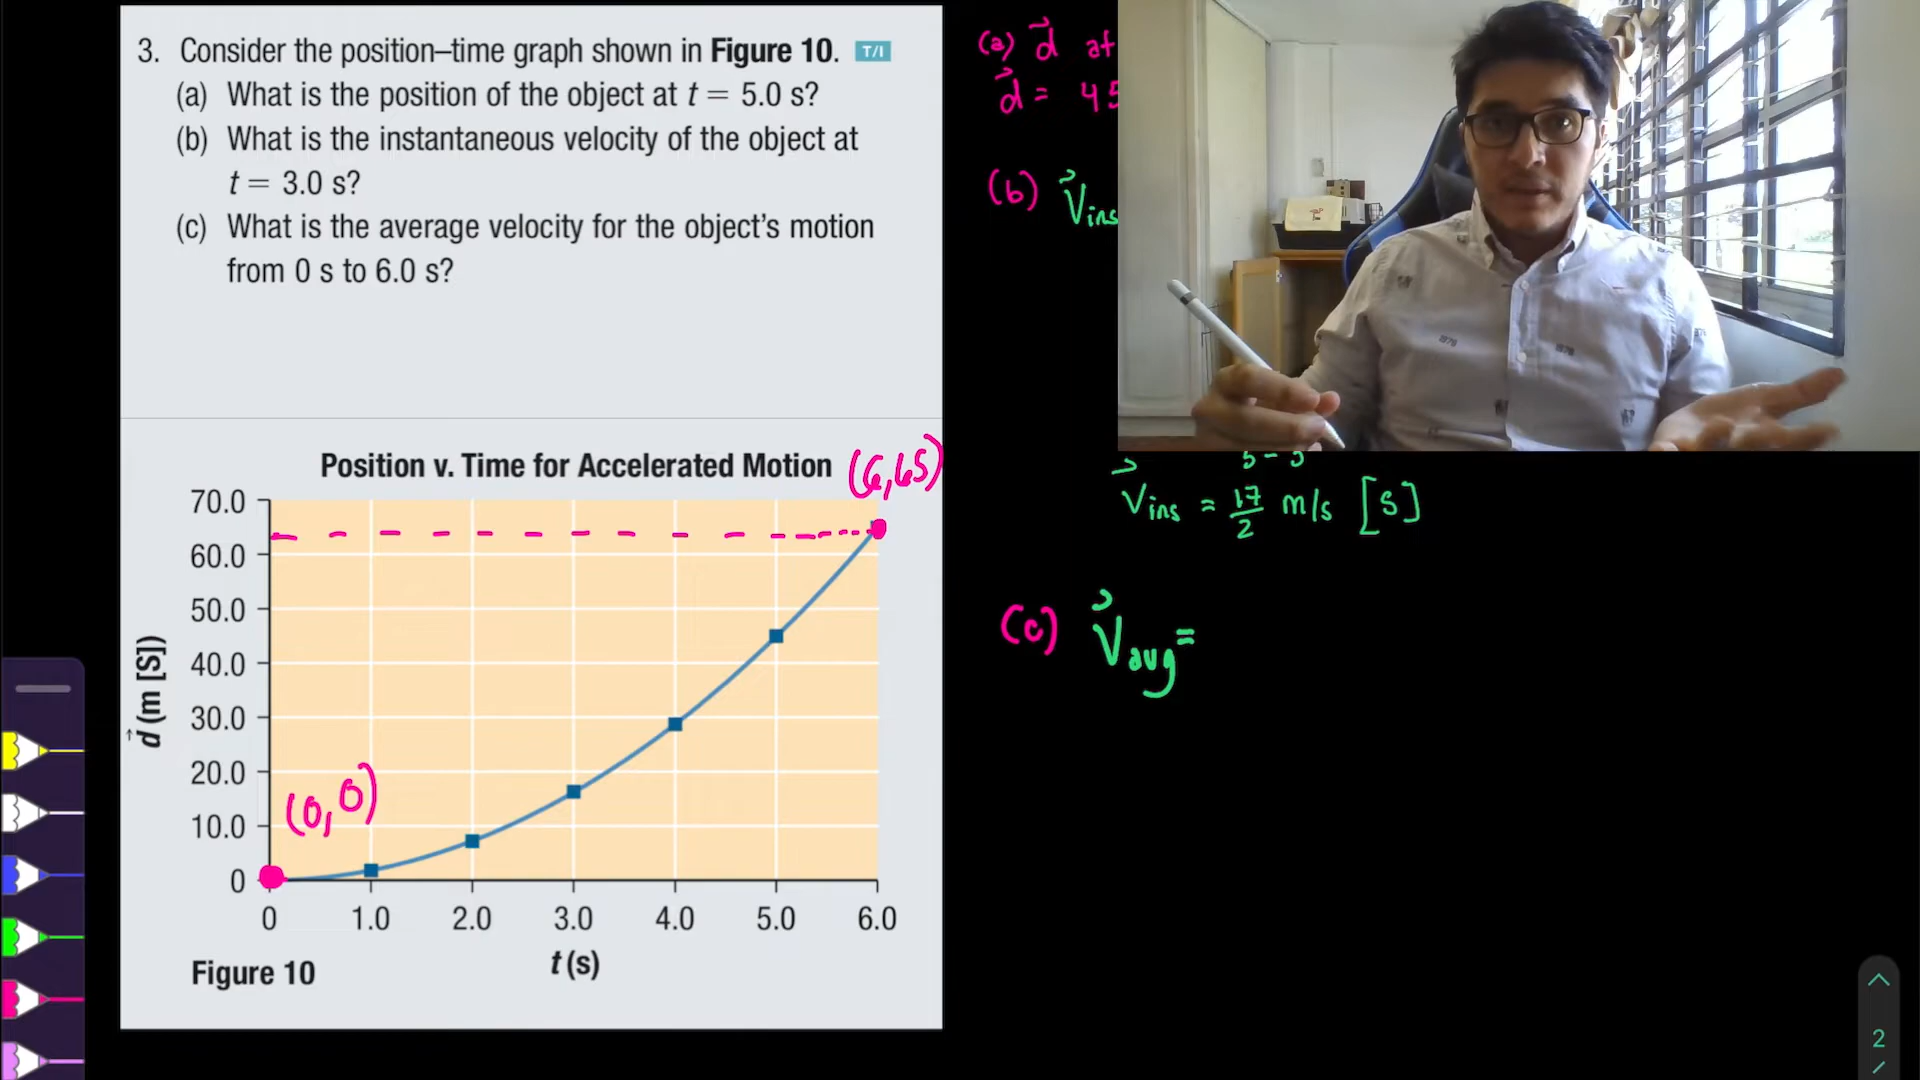 3. Consider the position–time graph shown in Figure 10. T/I
(a) What is the position of the object at t = 5.0 s?
(b) What is the instantaneous velocity of the object at
t = 3.0 s?
(c) What is the average velocity for the object's motion
from 0 s to 6.0 s?
Position v. Time for Accelerated Motion
(6,65)
70.0
60.0
50.0
40.0
30.0
20.0
10.0
0
d⃗ (m [S])
(0,0)
0 1.0 2.0 3.0 4.0 5.0 6.0
t (s)
Figure 10
(a) d⃗ at
d⃗ = 45
(b) V⃗ins
V⃗ins = 17/2 m/s [S]
(c) V⃗avg =
2